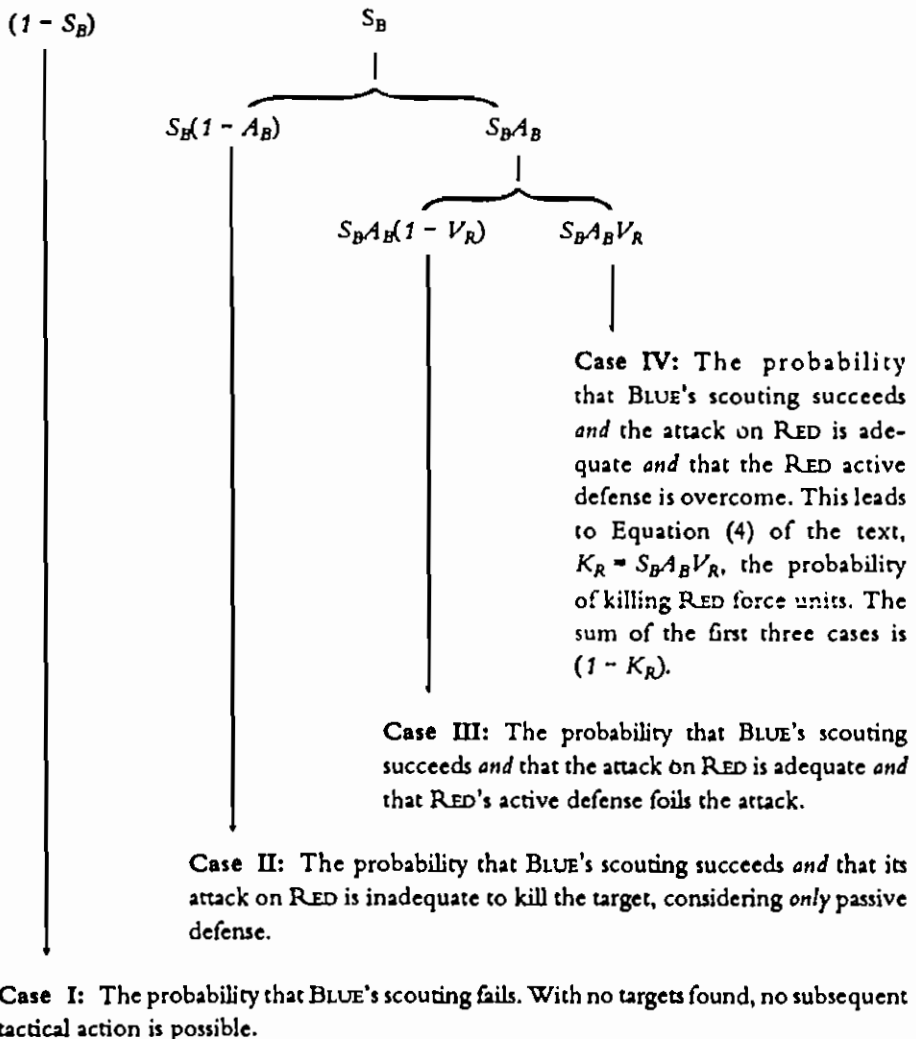 (1 - S_B) S_B
S_B(1 - A_B) S_BA_B
S_BA_B(1 - V_R) S_BA_BV_R
Case IV: The probability
that BLUE's scouting succeeds
and the attack on RED is ade-
quate and that the RED active
defense is overcome. This leads
to Equation (4) of the text,
K_R = S_BA_BV_R, the probability
of killing RED force units. The
sum of the first three cases is
(1 - K_R).
Case III: The probability that BLUE's scouting
succeeds and that the attack on RED is adequate and
that RED's active defense foils the attack.
Case II: The probability that BLUE's scouting succeeds and that its
attack on RED is inadequate to kill the target, considering only passive
defense.
Case I: The probability that BLUE's scouting fails. With no targets found, no subsequent
tactical action is possible.